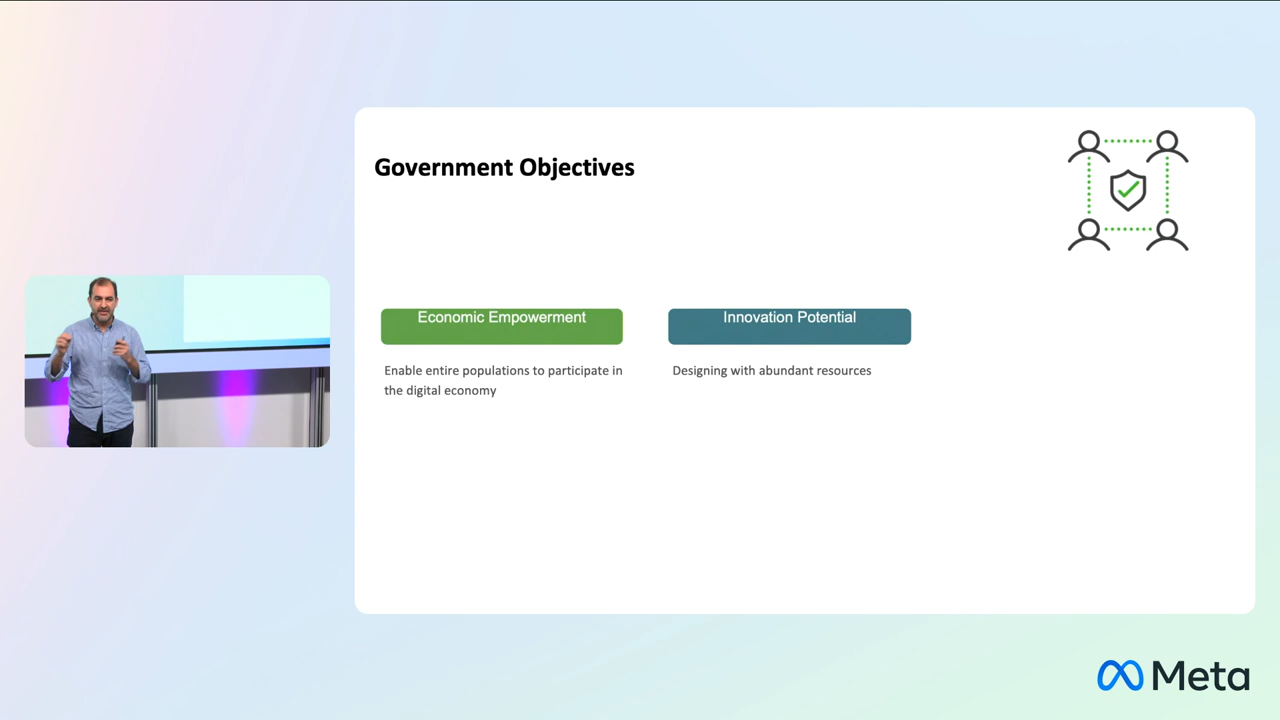 Government Objectives
Economic Empowerment
Enable entire populations to participate in
the digital economy
Innovation Potential
Designing with abundant resources
Meta